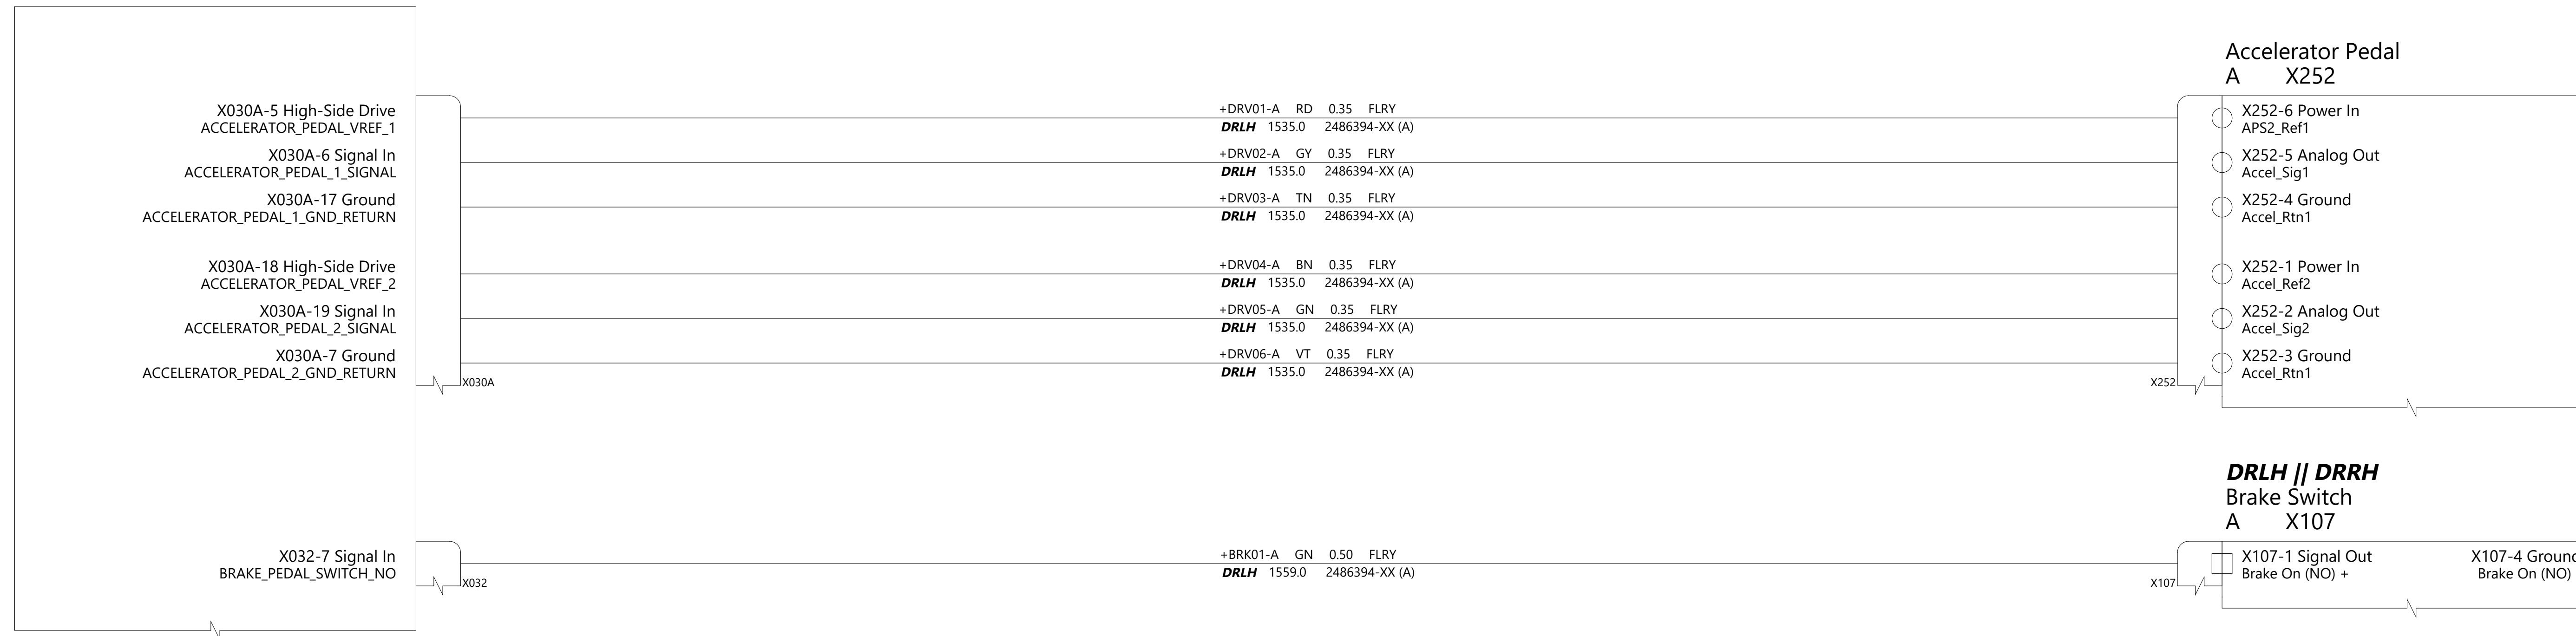 Accelerator Pedal
A X252
X030A-5 High-Side Drive
ACCELERATOR_PEDAL_VREF_1
+DRV01-A RD 0.35 FLRY
DRLH 1535.0 2486394-XX (A)
X252-6 Power In
APS2_Ref1
X030A-6 Signal In
ACCELERATOR_PEDAL_1_SIGNAL
+DRV02-A GY 0.35 FLRY
DRLH 1535.0 2486394-XX (A)
X252-5 Analog Out
Accel_Sig1
X030A-17 Ground
ACCELERATOR_PEDAL_1_GND_RETURN
+DRV03-A TN 0.35 FLRY
DRLH 1535.0 2486394-XX (A)
X252-4 Ground
Accel_Rtn1
X030A-18 High-Side Drive
ACCELERATOR_PEDAL_VREF_2
+DRV04-A BN 0.35 FLRY
DRLH 1535.0 2486394-XX (A)
X252-1 Power In
Accel_Ref2
X030A-19 Signal In
ACCELERATOR_PEDAL_2_SIGNAL
+DRV05-A GN 0.35 FLRY
DRLH 1535.0 2486394-XX (A)
X252-2 Analog Out
Accel_Sig2
X030A-7 Ground
ACCELERATOR_PEDAL_2_GND_RETURN
+DRV06-A VT 0.35 FLRY
DRLH 1535.0 2486394-XX (A)
X252-3 Ground
Accel_Rtn1
X030A
X252
DRLH || DRRH
Brake Switch
A X107
X032-7 Signal In
BRAKE_PEDAL_SWITCH_NO
+BRK01-A GN 0.50 FLRY
DRLH 1559.0 2486394-XX (A)
X107-1 Signal Out
Brake On (NO) +
X107-4 Ground
Brake On (NO)
X032
X107